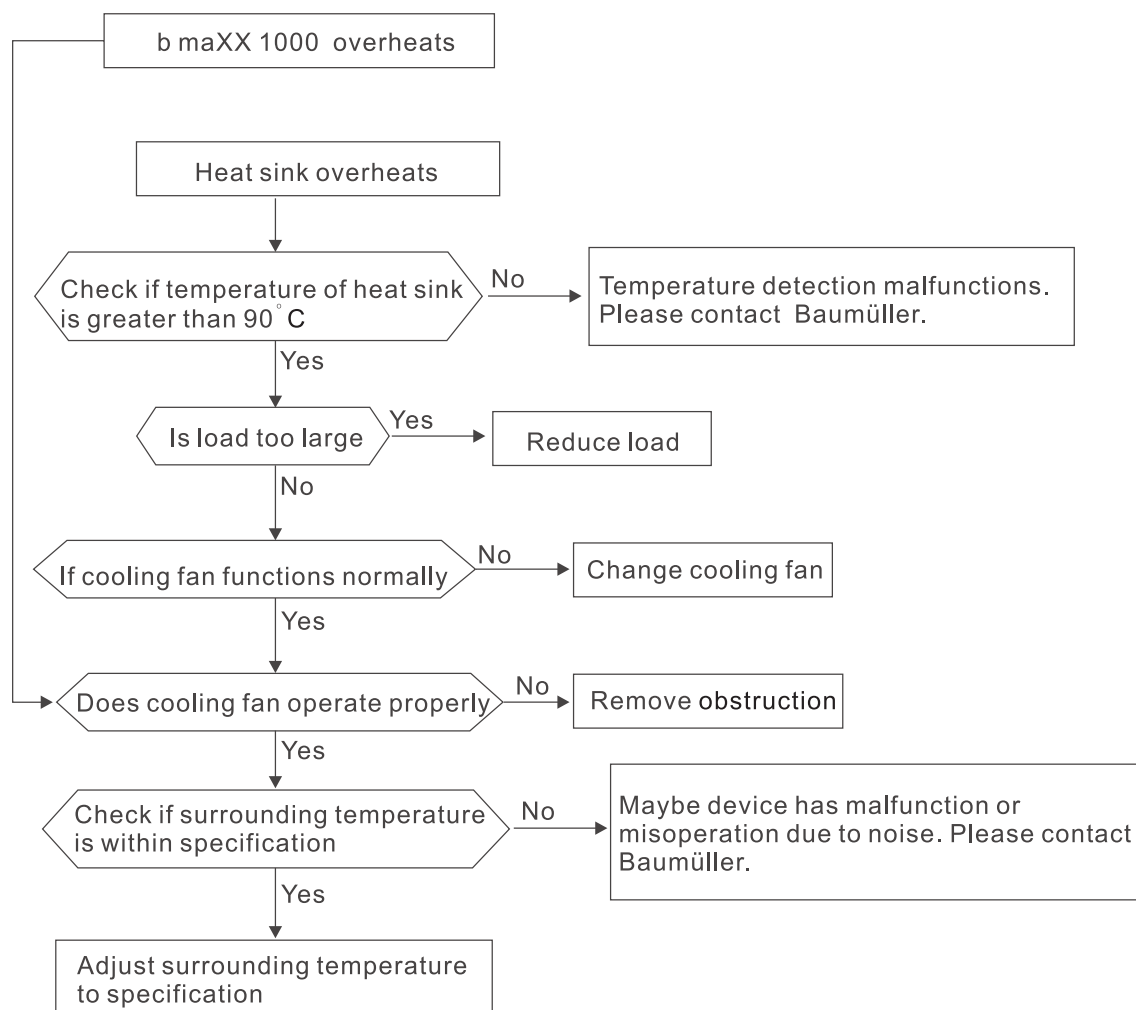 b maXX 1000 overheats
Heat sink overheats
Check if temperature of heat sink
is greater than 90°C
No
Temperature detection malfunctions.
Please contact Baumüller.
Yes
Is load too large
Yes
Reduce load
No
If cooling fan functions normally
No
Change cooling fan
Yes
Does cooling fan operate properly
No
Remove obstruction
Yes
Check if surrounding temperature
is within specification
No
Maybe device has malfunction or
misoperation due to noise. Please contact
Baumüller.
Yes
Adjust surrounding temperature
to specification